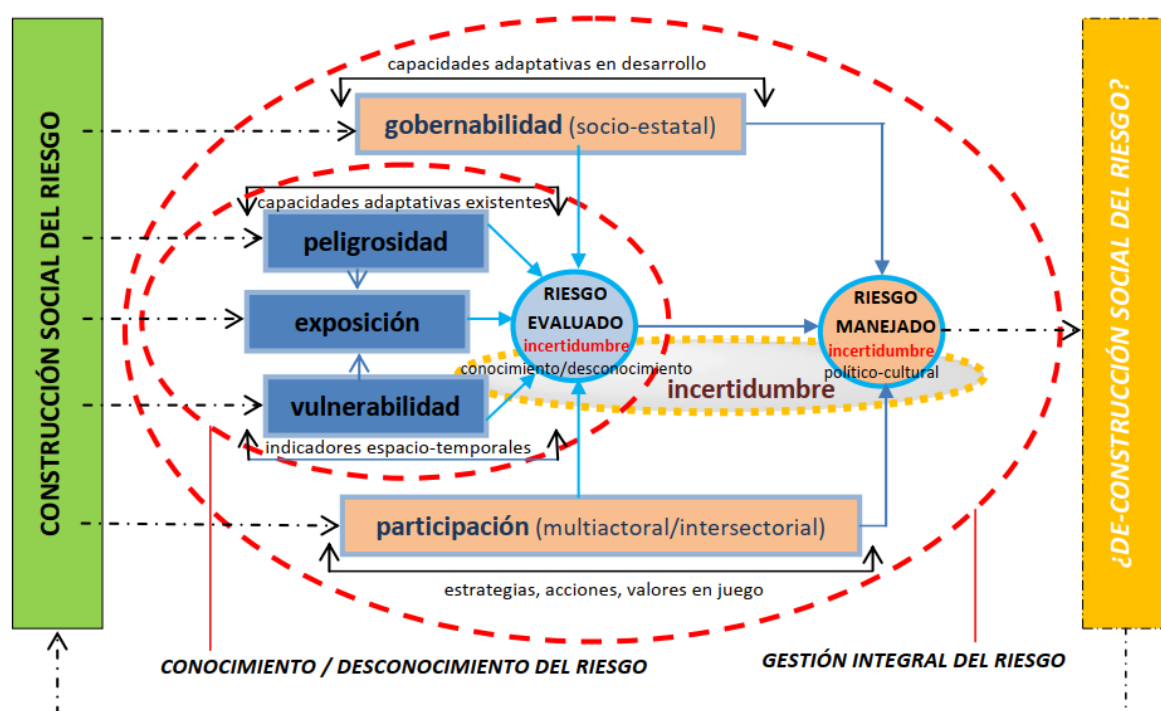 CONSTRUCCIÓN SOCIAL DEL RIESGO
capacidades adaptativas en desarrollo
gobernabilidad (socio-estatal)
capacidades adaptativas existentes
peligrosidad
exposición
vulnerabilidad
indicadores espacio-temporales
RIESGO
EVALUADO
incertidumbre
conocimiento/desconocimiento
incertidumbre
RIESGO
MANEJADO
incertidumbre
político-cultural
participación (multiactoral/intersectorial)
estrategias, acciones, valores en juego
CONOCIMIENTO / DESCONOCIMIENTO DEL RIESGO
GESTIÓN INTEGRAL DEL RIESGO
¿DE-CONSTRUCCIÓN SOCIAL DEL RIESGO?